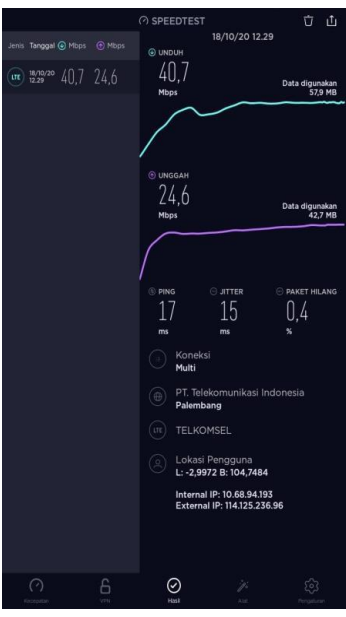 SPEEDTEST
Jenis Tanggal Mbps Mbps
LTE 18/10/20 12.29 40,7 24,6
18/10/20 12.29
UNDUH
40,7
Mbps
Data digunakan
57,9 MB
UNGGAH
24,6
Mbps
Data digunakan
42,7 MB
PING JITTER PAKET HILANG
17 15 0,4
ms ms %
Koneksi
Multi
PT. Telekomunikasi Indonesia
Palembang
LTE TELKOMSEL
Lokasi Pengguna
L: -2,9972 B: 104,7484
Internal IP: 10.68.94.193
External IP: 114.125.236.96
Kecepatan VPN Hasil Alat Pengaturan